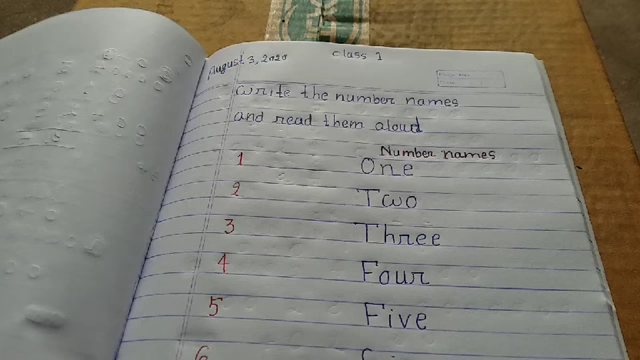 August 3, 2020 Class 1
Write the number names
and read them aloud
Number names
1 One
2 Two
3 Three
4 Four
5 Five
6